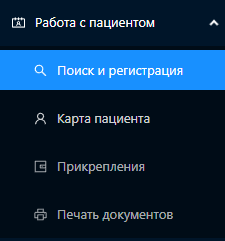 Работа с пациентом
Поиск и регистрация
Карта пациента
Прикрепления
Печать документов